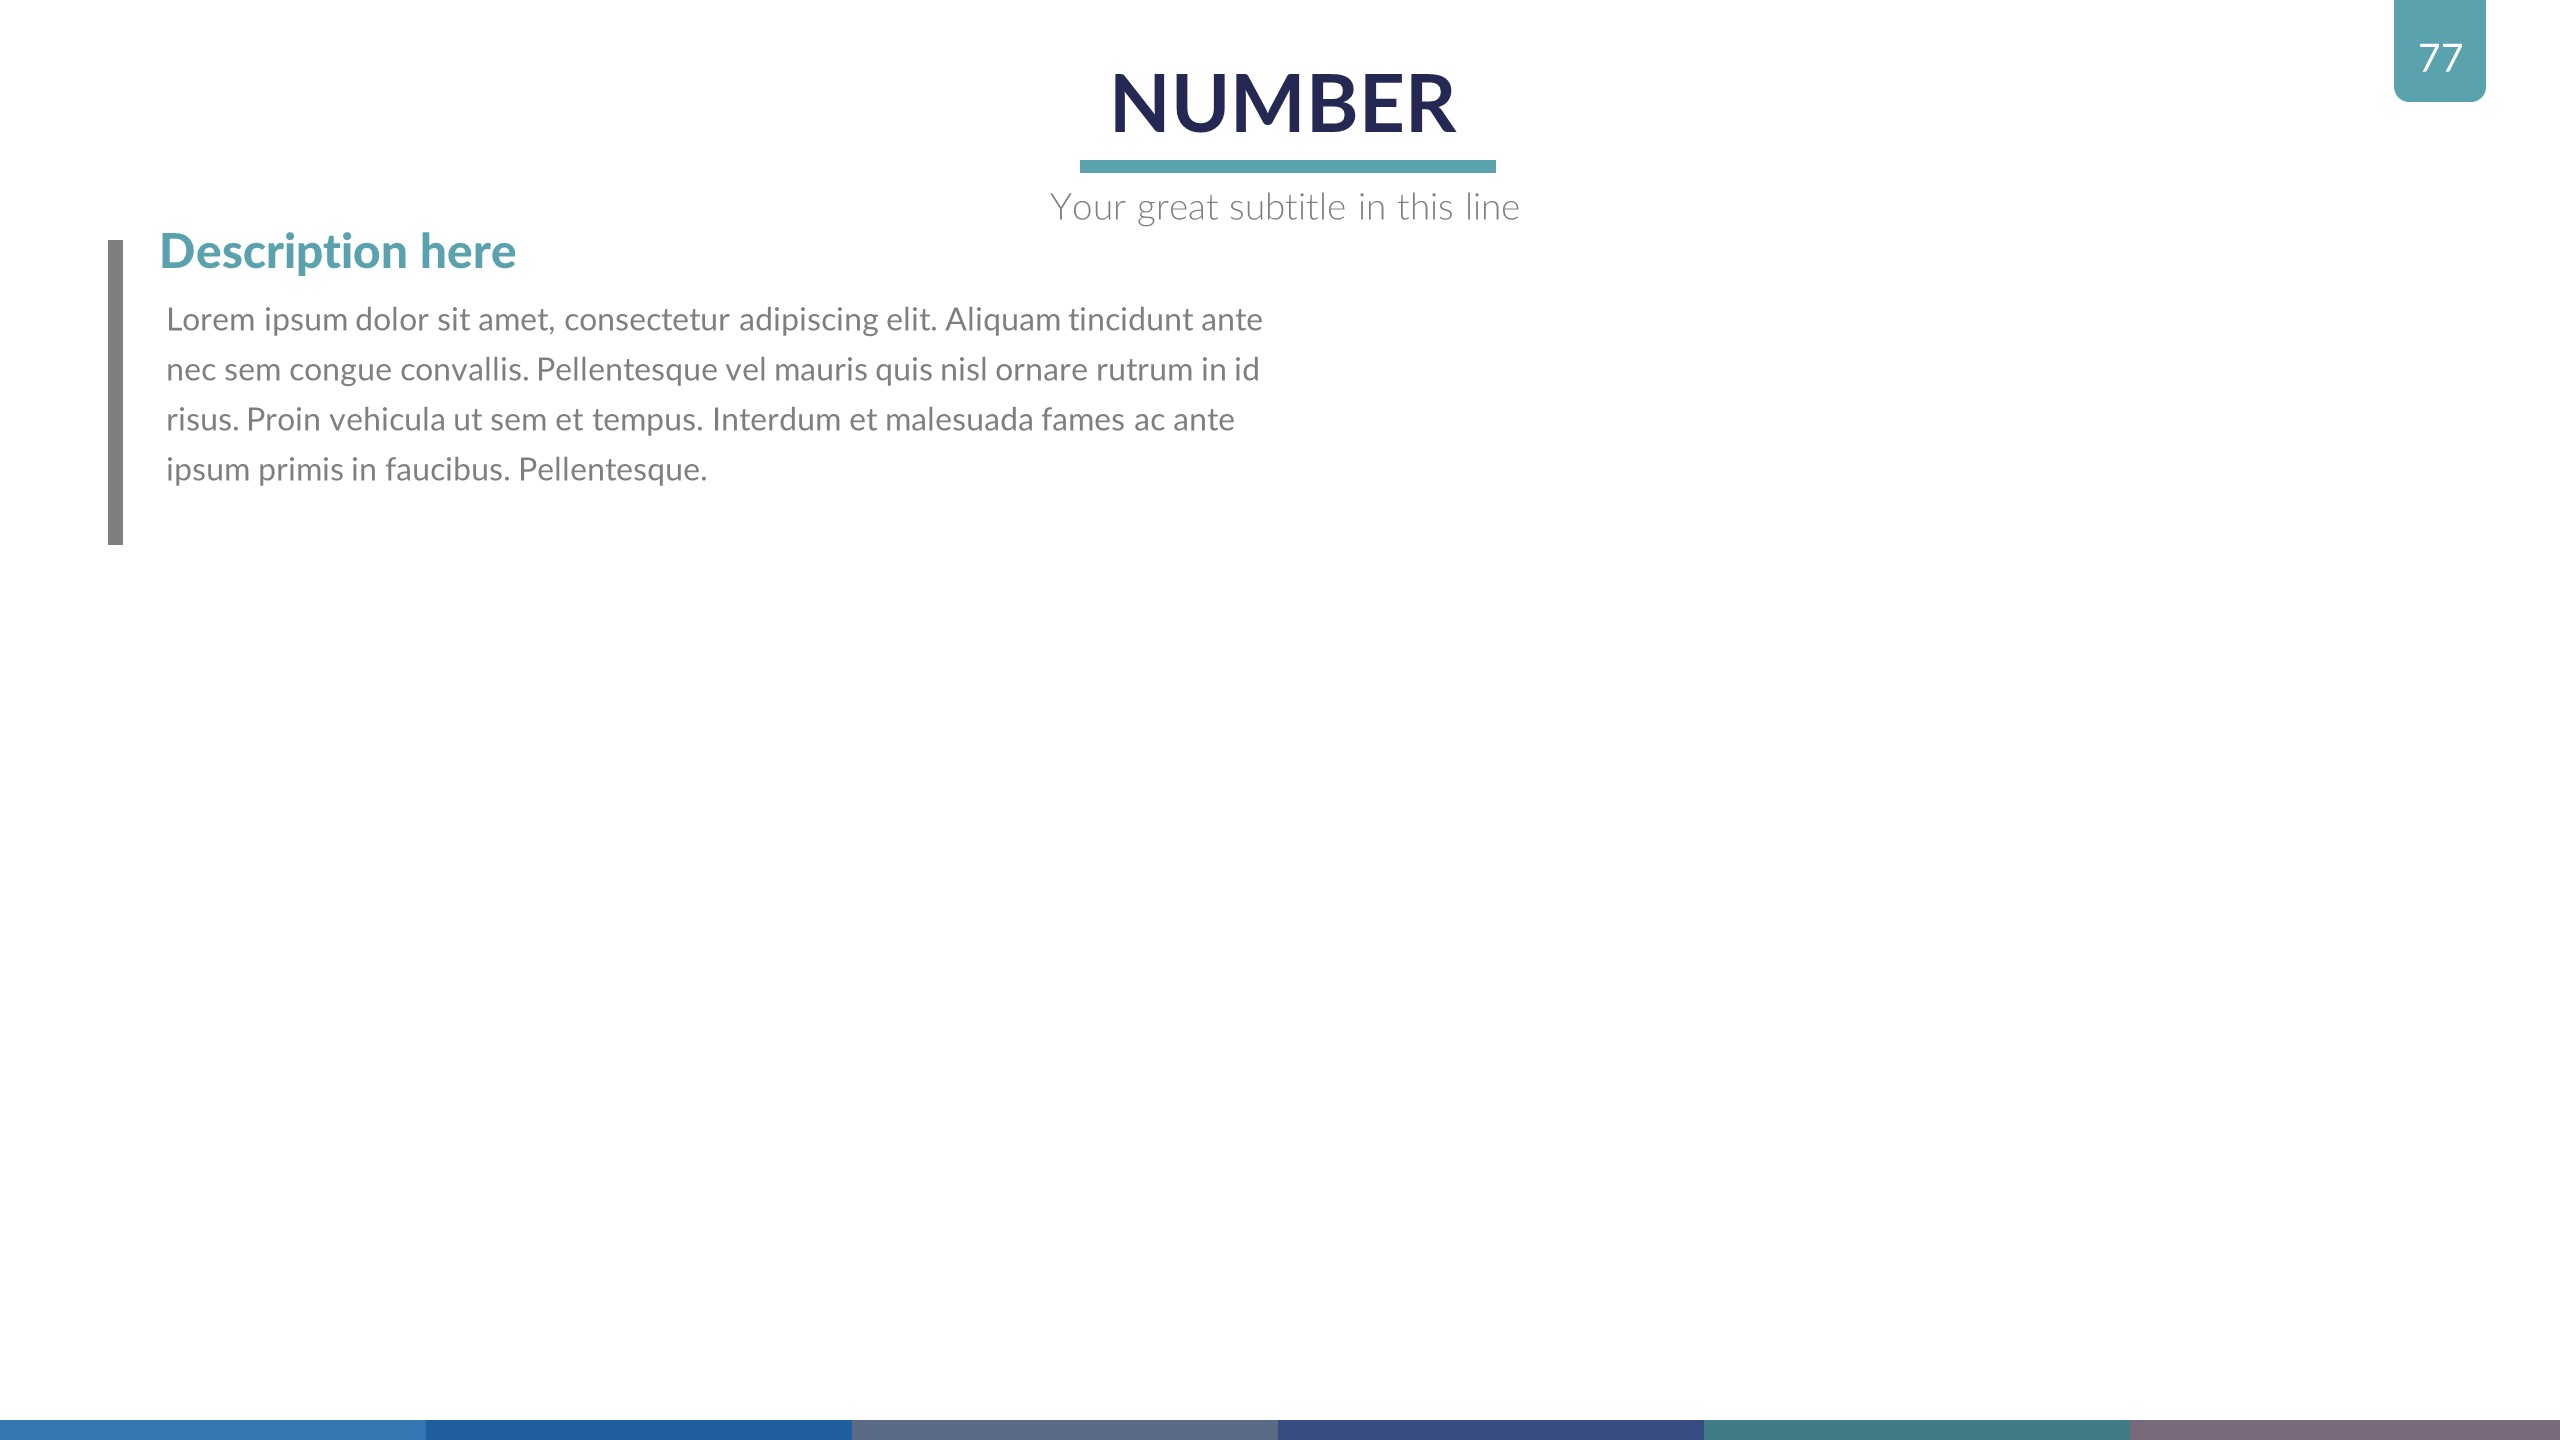 77
NUMBER
Your great subtitle in this line
Description here
Lorem ipsum dolor sit amet, consectetur adipiscing elit. Aliquam tincidunt ante
nec sem congue convallis. Pellentesque vel mauris quis nisl ornare rutrum in id
risus. Proin vehicula ut sem et tempus. Interdum et malesuada fames ac ante
ipsum primis in faucibus. Pellentesque.